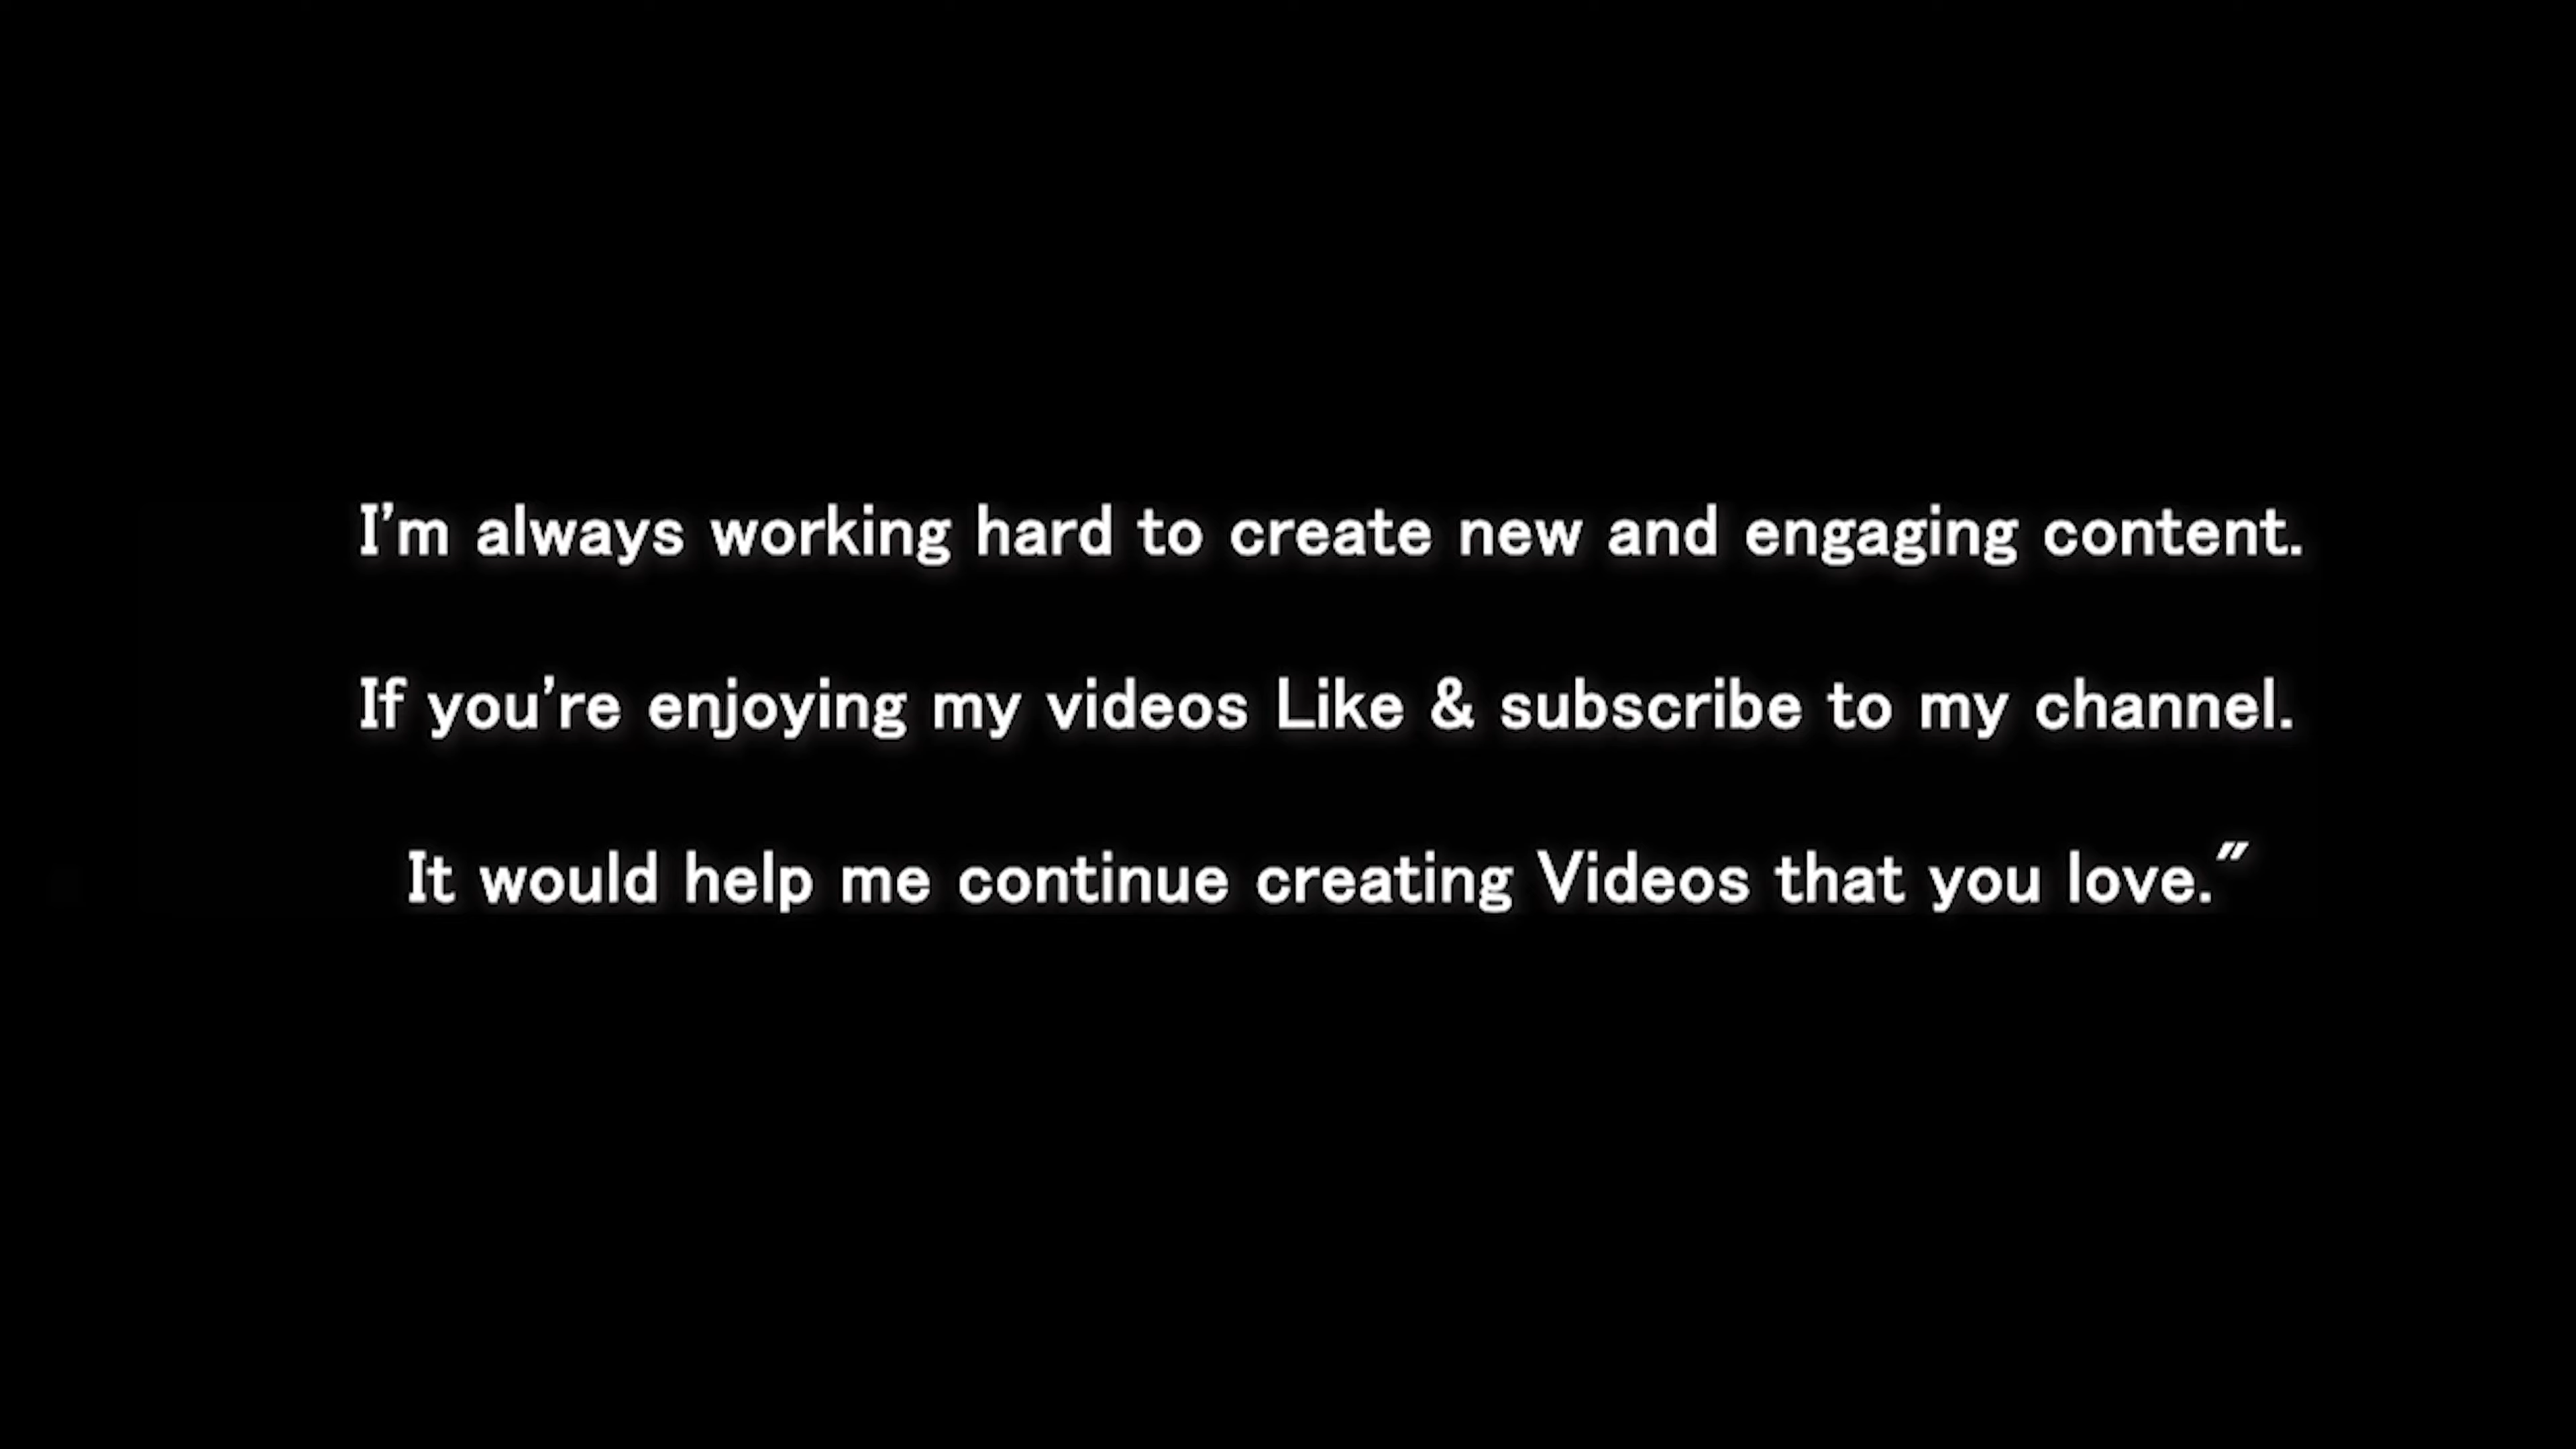 I'm always working hard to create new and engaging content.
If you're enjoying my videos Like & subscribe to my channel.
It would help me continue creating Videos that you love."